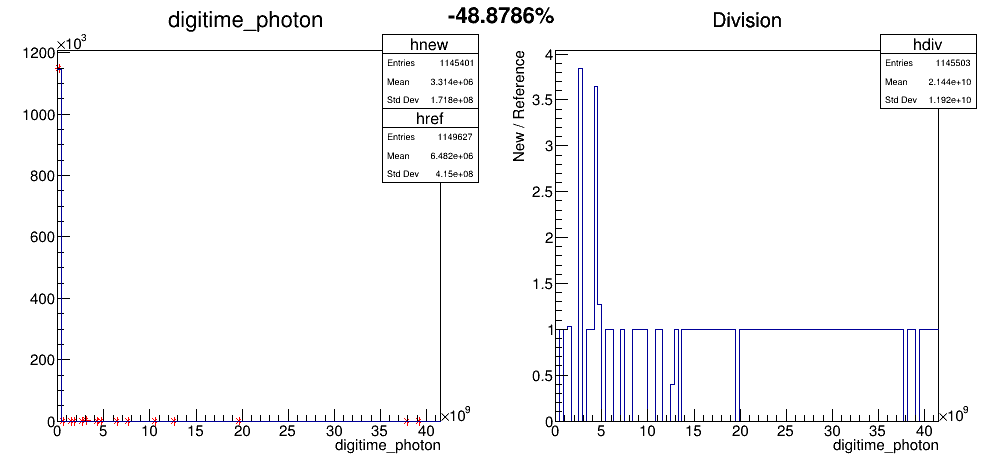 -48.8786%
digitime_photon
×10³
1200
1000
800
600
400
200
0
hnew
Entries 1145401
Mean 3.314e+06
Std Dev 1.718e+08
href
Entries 1149627
Mean 6.482e+06
Std Dev 4.15e+08
0 5 10 15 20 25 30 35 40
×10⁹
digitime_photon
Division
New / Reference
4
3.5
3
2.5
2
1.5
1
0.5
0
hdiv
Entries 1145503
Mean 2.144e+10
Std Dev 1.192e+10
0 5 10 15 20 25 30 35 40
×10⁹
digitime_photon